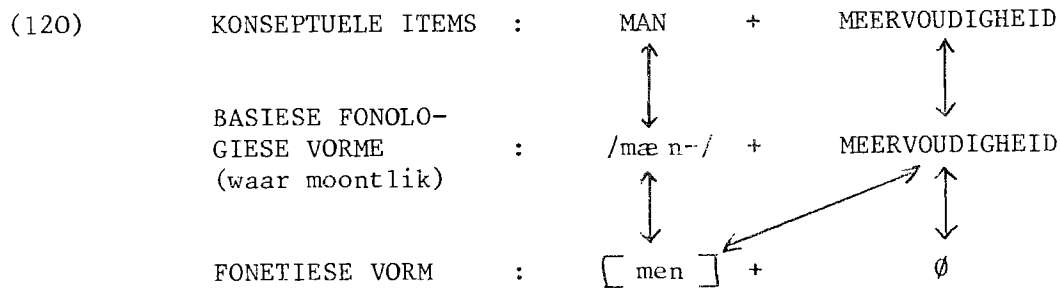 (120) KONSEPTUELE ITEMS : MAN + MEERVOUDIGHEID
BASIESE FONOLO-
GIESE VORME : /mæn-/ + MEERVOUDIGHEID
(waar moontlik)
FONETIESE VORM : [men] + ∅